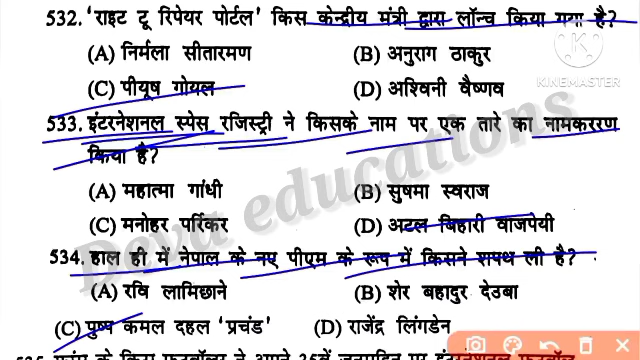 532. 'राइट टू रिपेयर पोर्टल' किस केन्द्रीय मंत्री द्वारा लॉन्च किया गया है?
(A) निर्मला सीतारमण (B) अनुराग ठाकुर
(C) पीयूष गोयल (D) अश्विनी वैष्णव
533. इंटरनेशनल स्पेस रजिस्ट्री ने किसके नाम पर एक तारे का नामकररण
किया है?
(A) महात्मा गांधी (B) सुषमा स्वराज
(C) मनोहर पर्रिकर (D) अटल बिहारी वाजपेयी
534. हाल ही में नेपाल के नए पीएम के रूप में किसने शपथ ली है?
(A) रवि लामिछाने (B) शेर बहादुर देउबा
(C) पुष्प कमल दहल 'प्रचंड' (D) राजेंद्र लिंगडेन
Deva educations
KINEMASTER